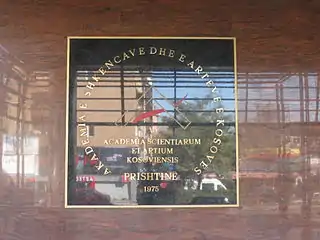 AKADEMIA E SHKENCAVE DHE E ARTEVE E KOSOVËS
ACADEMIA SCIENTIARUM
ET ARTIUM
KOSOVIENSIS
PRISHTINË
1975